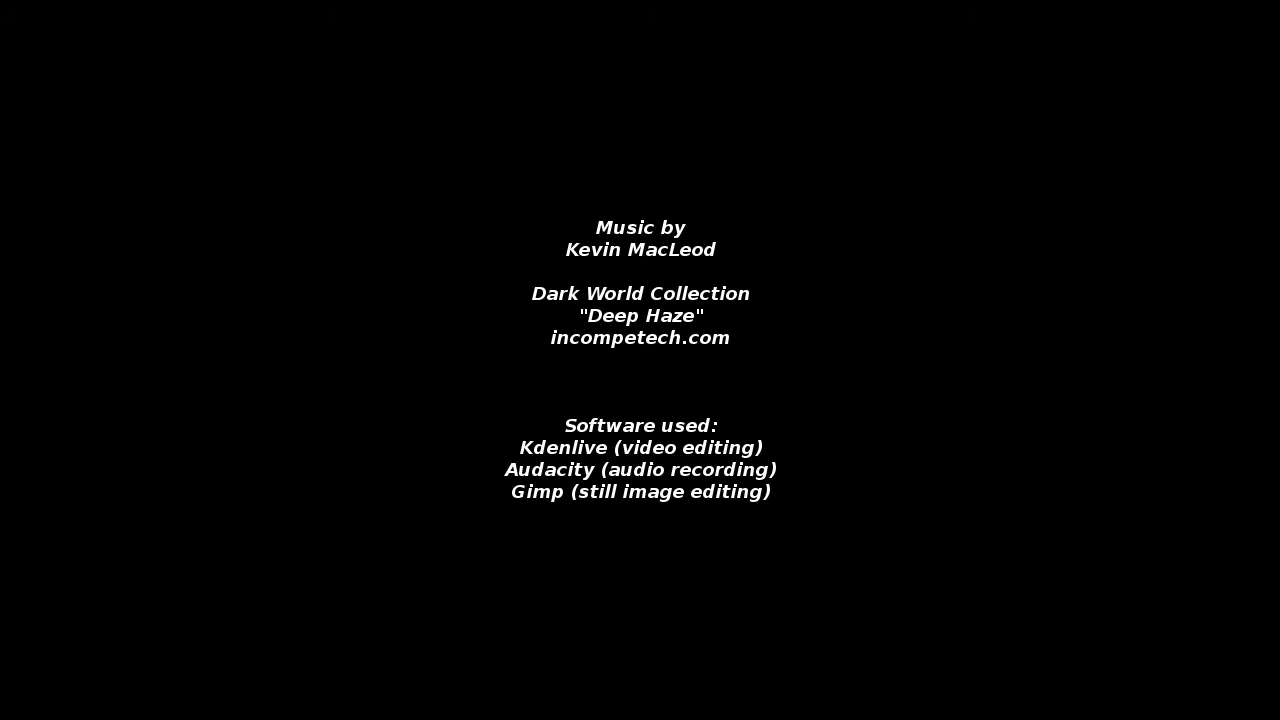 Music by
Kevin MacLeod
Dark World Collection
"Deep Haze"
incompetech.com
Software used:
Kdenlive (video editing)
Audacity (audio recording)
Gimp (still image editing)